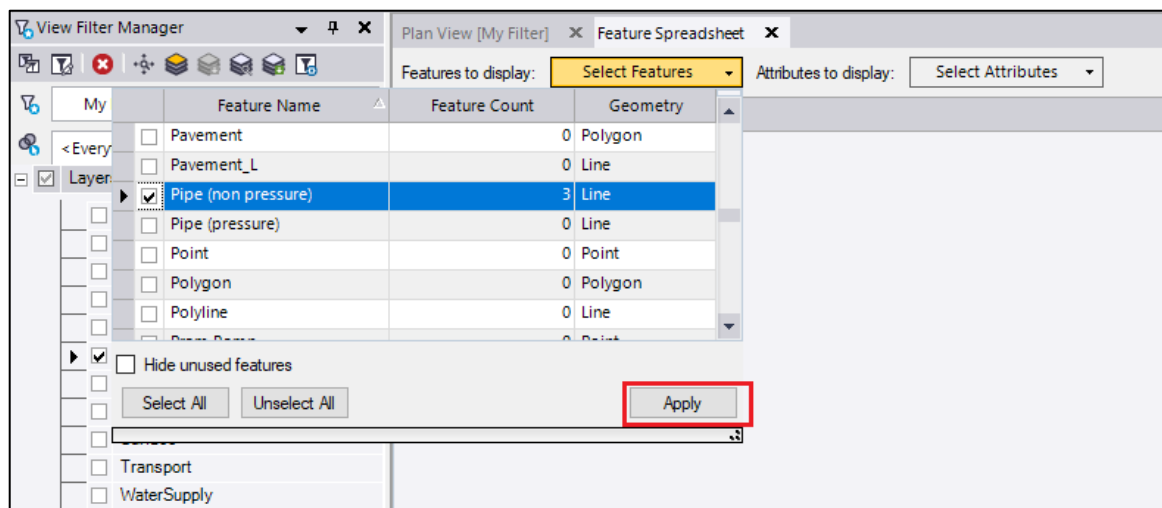 View Filter Manager
Plan View [My Filter] Feature Spreadsheet
Features to display: Select Features Attributes to display: Select Attributes
My
Feature Name Feature Count Geometry
<Every
Layer
Pavement 0 Polygon
Pavement_L 0 Line
Pipe (non pressure) 3 Line
Pipe (pressure) 0 Line
Point 0 Point
Polygon 0 Polygon
Polyline 0 Line
Hide unused features
Select All Unselect All Apply
Transport
WaterSupply